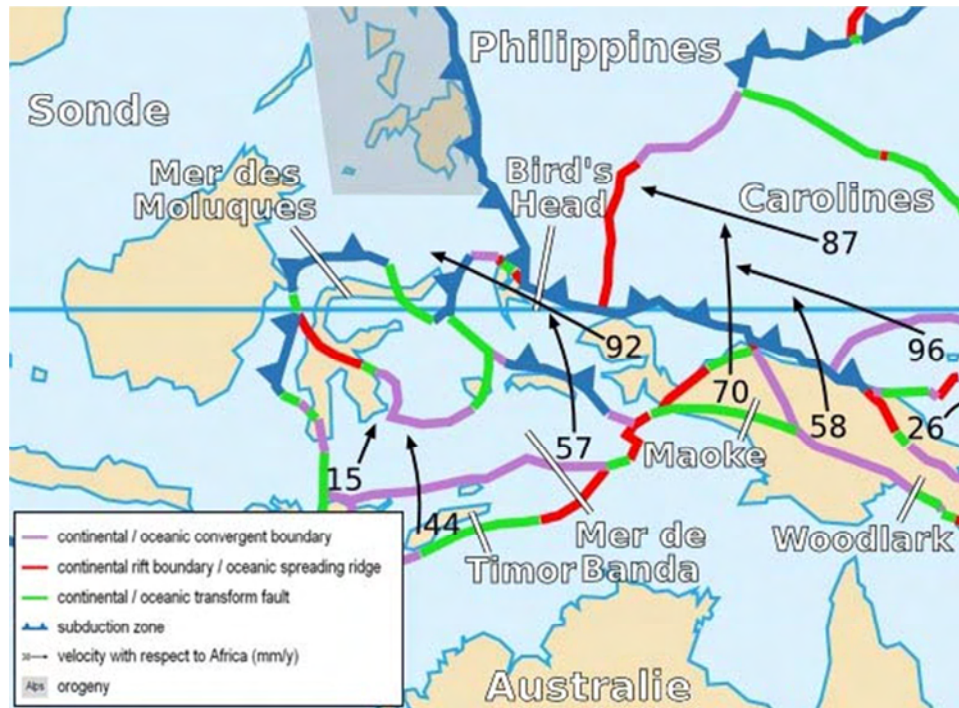 Philippines
Sonde
Mer des
Moluques
Bird's
Head
Carolines
87
92
96
70
58
57
26
15
44
Maoke
Woodlark
Mer de
Banda
Timor
Australie
continental / oceanic convergent boundary
continental rift boundary / oceanic spreading ridge
continental / oceanic transform fault
subduction zone
velocity with respect to Africa (mm/y)
Alps orogeny